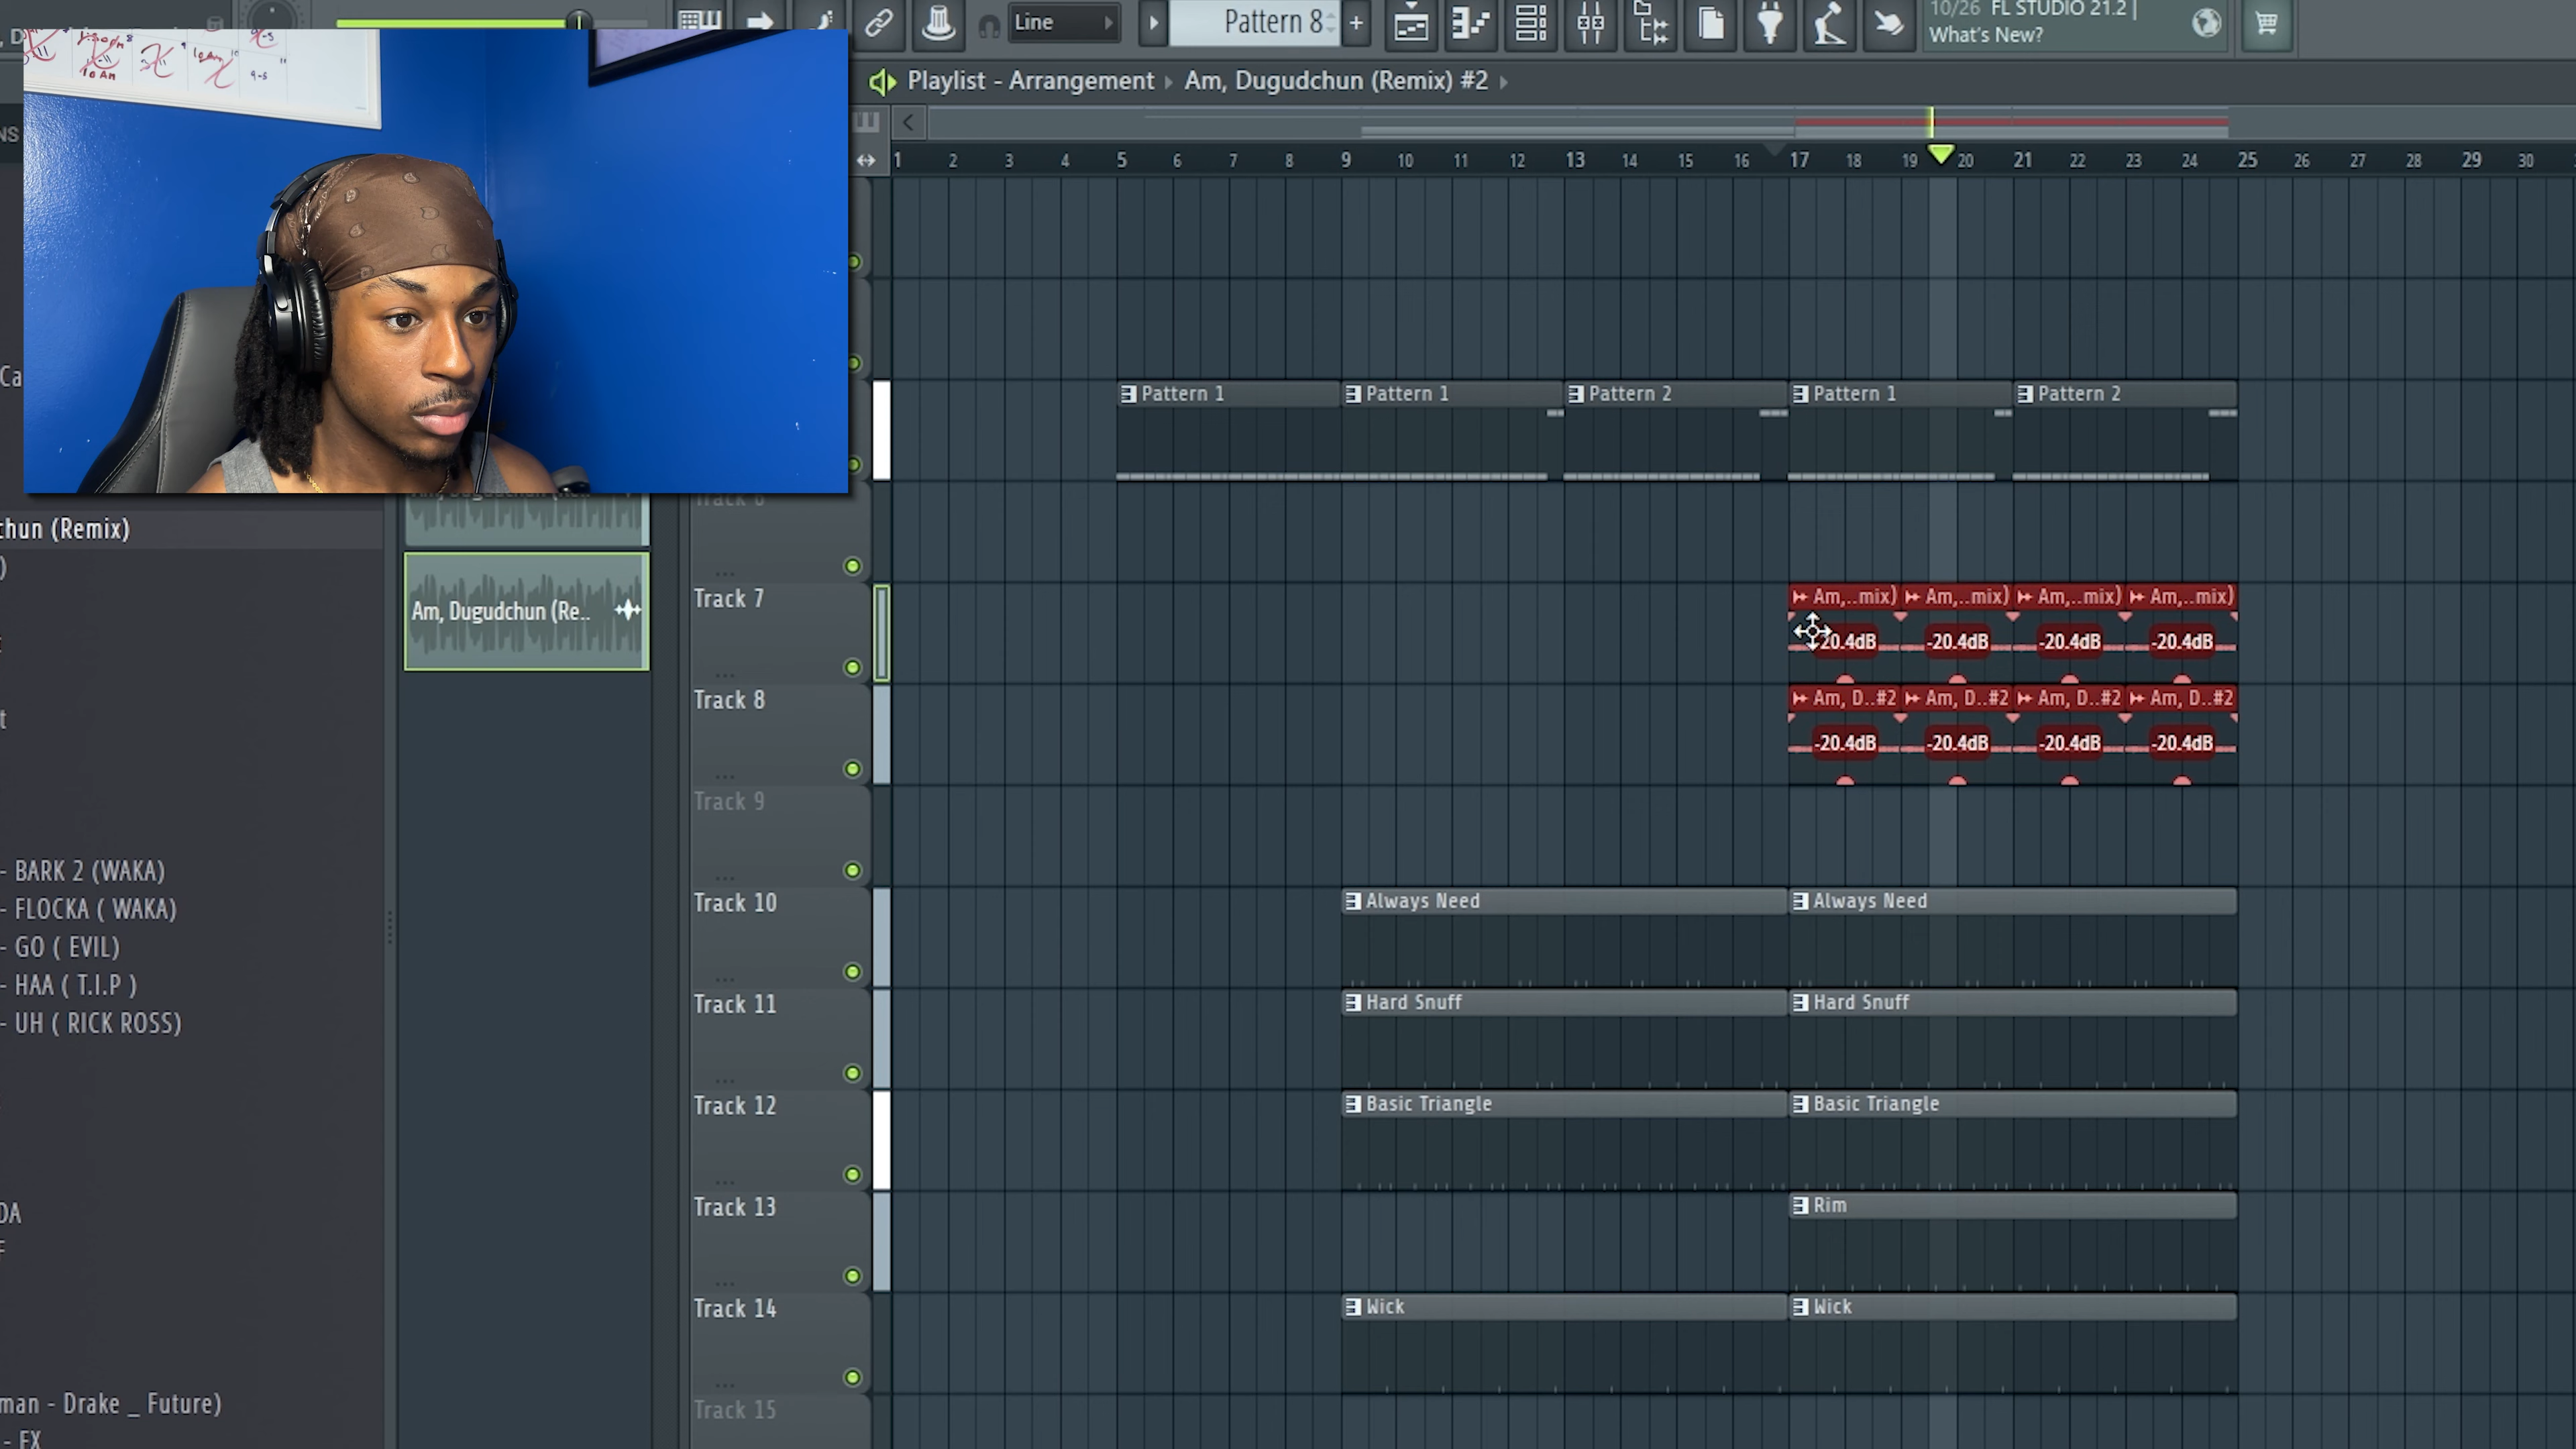 Line
Pattern 8
10/26 FL STUDIO 21.2 |
What's New?
Playlist - Arrangement
Am, Dugudchun (Remix) #2
1 2 3 4 5 6 7 8 9 10 11 12 13 14 15 16 17 18 19 20 21 22 23 24 25 26 27 28 29 30
10 Am
10am
9-5
NS
Ca
Pattern 1
Pattern 1
Pattern 2
Pattern 1
Pattern 2
chun (Remix)
)
Am, Dugudchun (Re..
Track 7
Am,..mix) Am,..mix) Am,..mix) Am,..mix)
20.4dB -20.4dB -20.4dB -20.4dB
Track 8
Am, D..#2 Am, D..#2 Am, D..#2 Am, D..#2
-20.4dB -20.4dB -20.4dB -20.4dB
Track 9
- BARK 2 (WAKA)
- FLOCKA ( WAKA)
- GO ( EVIL)
- HAA ( T.I.P )
- UH ( RICK ROSS)
Track 10
Always Need
Always Need
Track 11
Hard Snuff
Hard Snuff
Track 12
Basic Triangle
Basic Triangle
Track 13
Rim
DA
Track 14
Wick
Wick
man - Drake _ Future)
- FX
Track 15